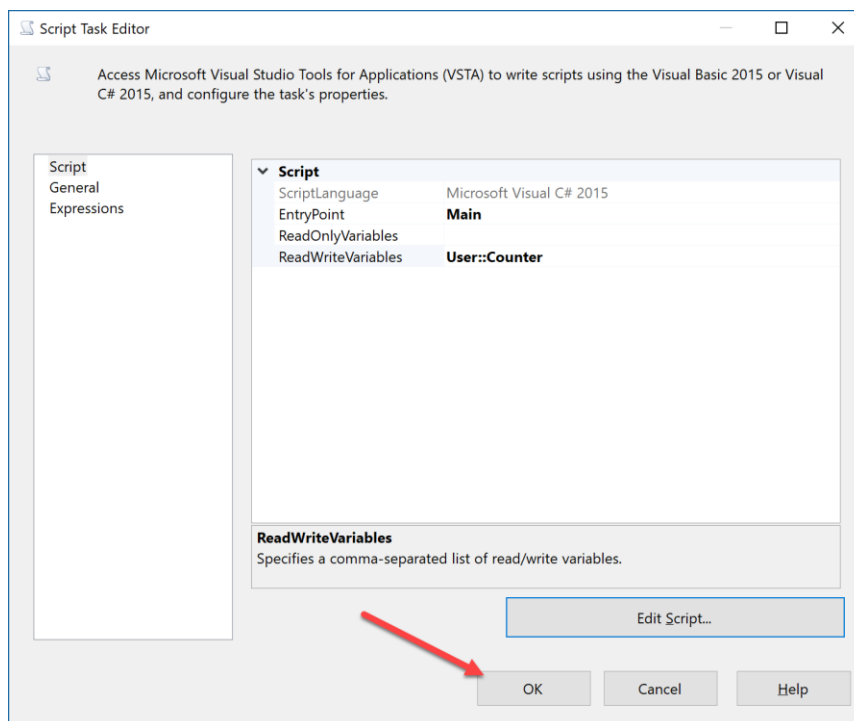 Script Task Editor
Access Microsoft Visual Studio Tools for Applications (VSTA) to write scripts using the Visual Basic 2015 or Visual
C# 2015, and configure the task's properties.
Script
General
Expressions
Script
ScriptLanguage Microsoft Visual C# 2015
EntryPoint Main
ReadOnlyVariables
ReadWriteVariables User::Counter
ReadWriteVariables
Specifies a comma-separated list of read/write variables.
Edit Script...
OK Cancel Help